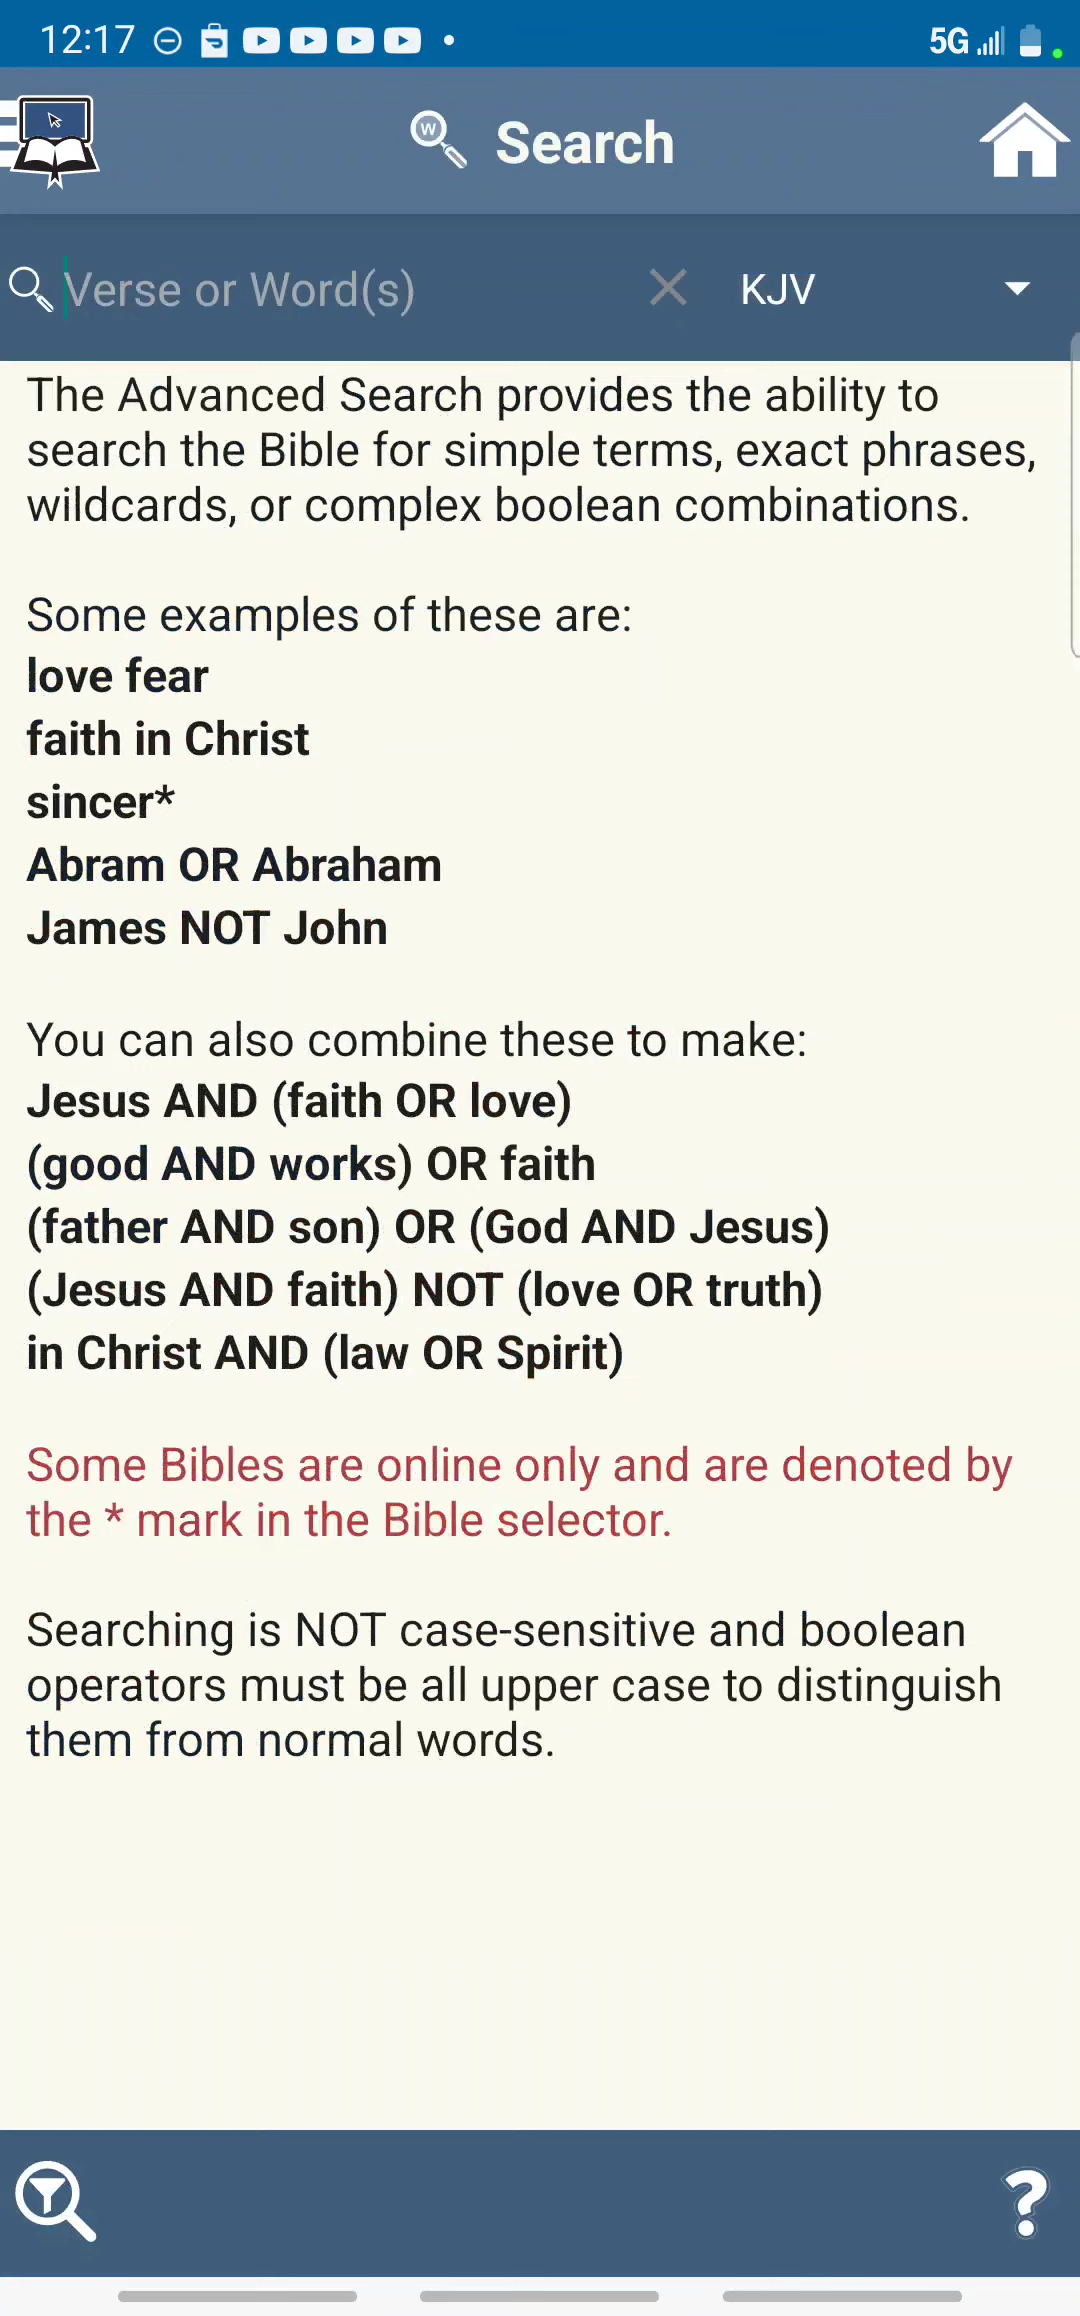 12:17
5G
W
Search
Verse or Word(s)
KJV
The Advanced Search provides the ability to
search the Bible for simple terms, exact phrases,
wildcards, or complex boolean combinations.
Some examples of these are:
love fear
faith in Christ
sincer*
Abram OR Abraham
James NOT John
You can also combine these to make:
Jesus AND (faith OR love)
(good AND works) OR faith
(father AND son) OR (God AND Jesus)
(Jesus AND faith) NOT (love OR truth)
in Christ AND (law OR Spirit)
Some Bibles are online only and are denoted by
the * mark in the Bible selector.
Searching is NOT case-sensitive and boolean
operators must be all upper case to distinguish
them from normal words.
?